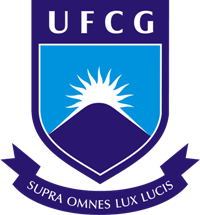 UFCG
SUPRA OMNES LUX LUCIS